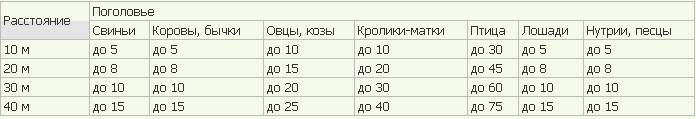 Расстояние Поголовье
Свиньи Коровы, бычки Овцы, козы Кролики-матки Птица Лошади Нутрии, песцы
10 м до 5 до 5 до 10 до 10 до 30 до 5 до 5
20 м до 8 до 8 до 15 до 20 до 45 до 8 до 8
30 м до 10 до 10 до 20 до 30 до 60 до 10 до 10
40 м до 15 до 15 до 25 до 40 до 75 до 15 до 15